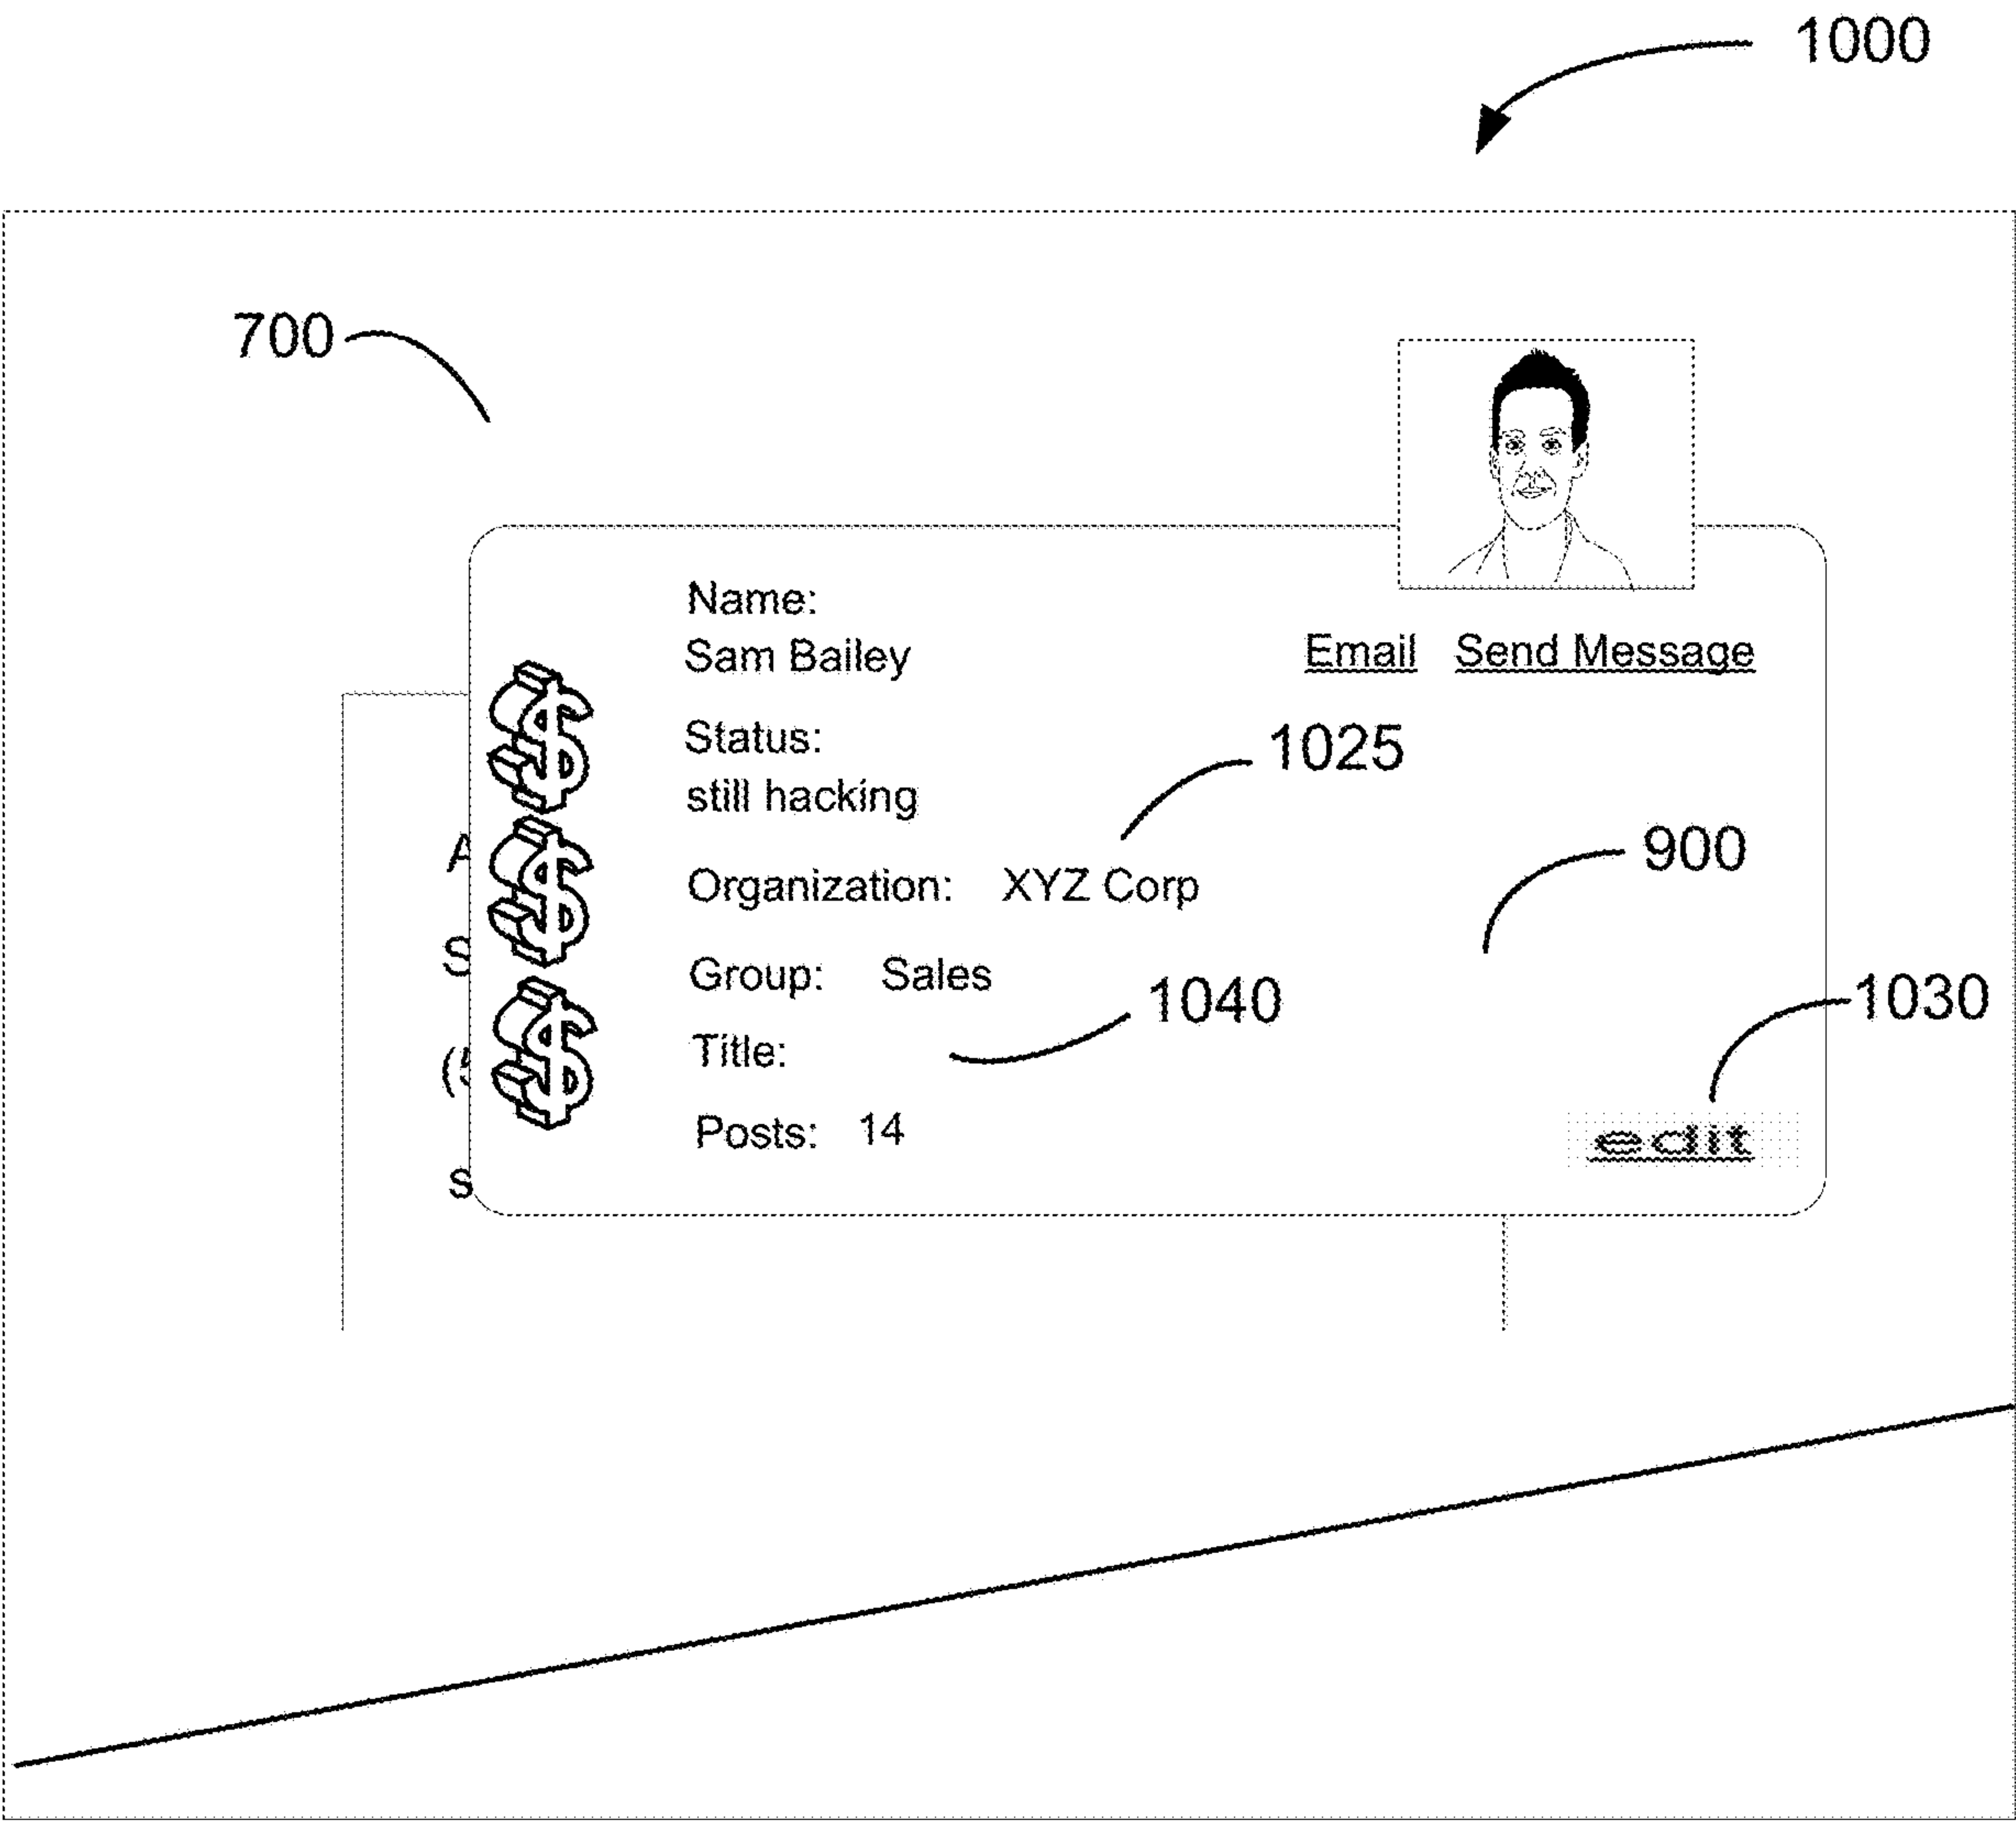 1000
700
Name:
Sam Bailey
Email Send Message
Status:
1025
still hacking
900
A
Organization: XYZ Corp
S
Group: Sales
1040
1030
Title:
(5
Posts: 14
edit
s
$
$
$